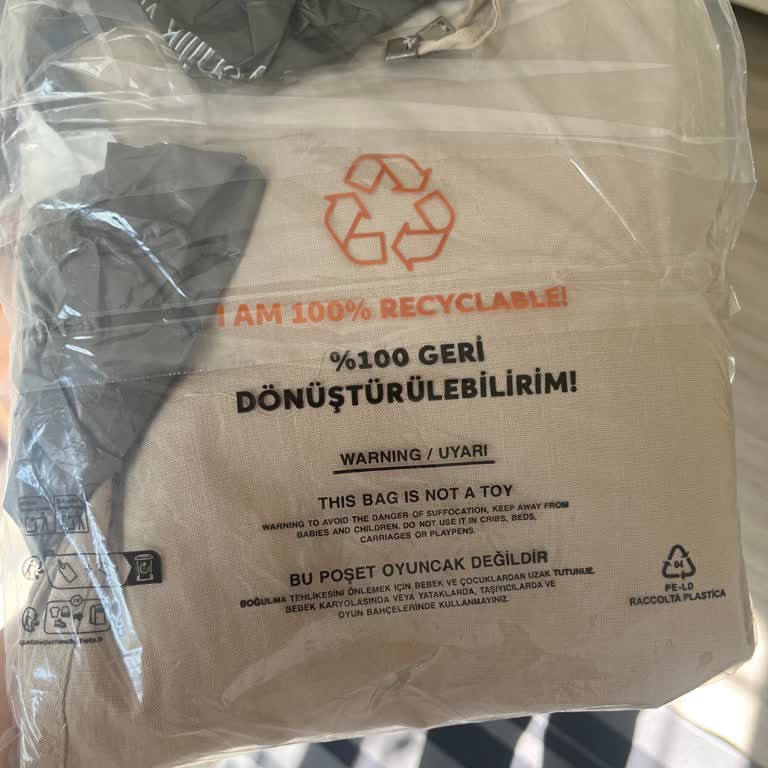 I AM 100% RECYCLABLE!
%100 GERİ
DÖNÜŞTÜRÜLEBİLİRİM!
WARNING / UYARI
THIS BAG IS NOT A TOY
WARNING TO AVOID THE DANGER OF SUFFOCATION, KEEP AWAY FROM
BABIES AND CHILDREN. DO NOT USE IT IN CRIBS, BEDS,
CARRIAGES OR PLAYPENS.
BU POŞET OYUNCAK DEĞİLDİR
BOĞULMA TEHLİKESİNİ ÖNLEMEK İÇİN BEBEK VE ÇOCUKLARDAN UZAK TUTUNUZ.
BEBEK KARYOLASINDA VEYA YATAKLARDA, TAŞIYICILARDA VE
OYUN BAHÇELERİNDE KULLANMAYINIZ.
04
PE-LD
RACCOLTA PLASTICA